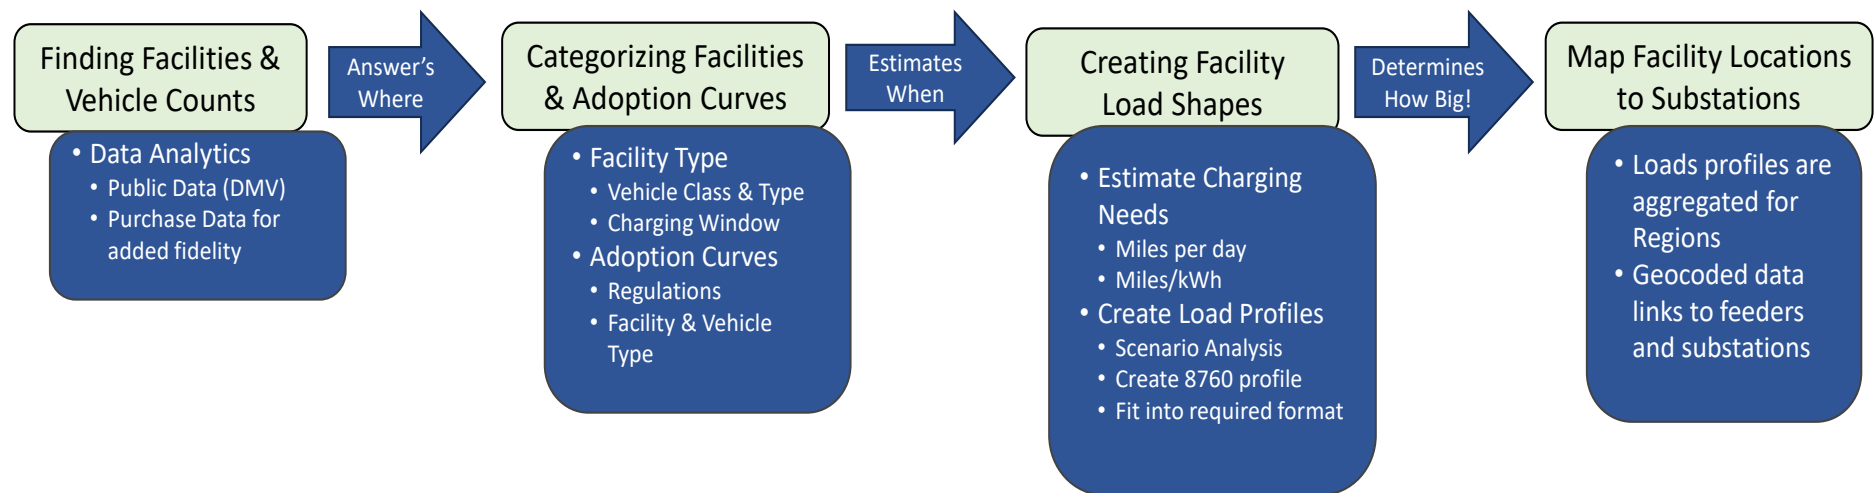 Finding Facilities &
Vehicle Counts
• Data Analytics
• Public Data (DMV)
• Purchase Data for
added fidelity
Answer's
Where
Categorizing Facilities
& Adoption Curves
• Facility Type
• Vehicle Class & Type
• Charging Window
• Adoption Curves
• Regulations
• Facility & Vehicle
Type
Estimates
When
Creating Facility
Load Shapes
• Estimate Charging
Needs
• Miles per day
• Miles/kWh
• Create Load Profiles
• Scenario Analysis
• Create 8760 profile
• Fit into required format
Determines
How Big!
Map Facility Locations
to Substations
• Loads profiles are
aggregated for
Regions
• Geocoded data
links to feeders
and substations